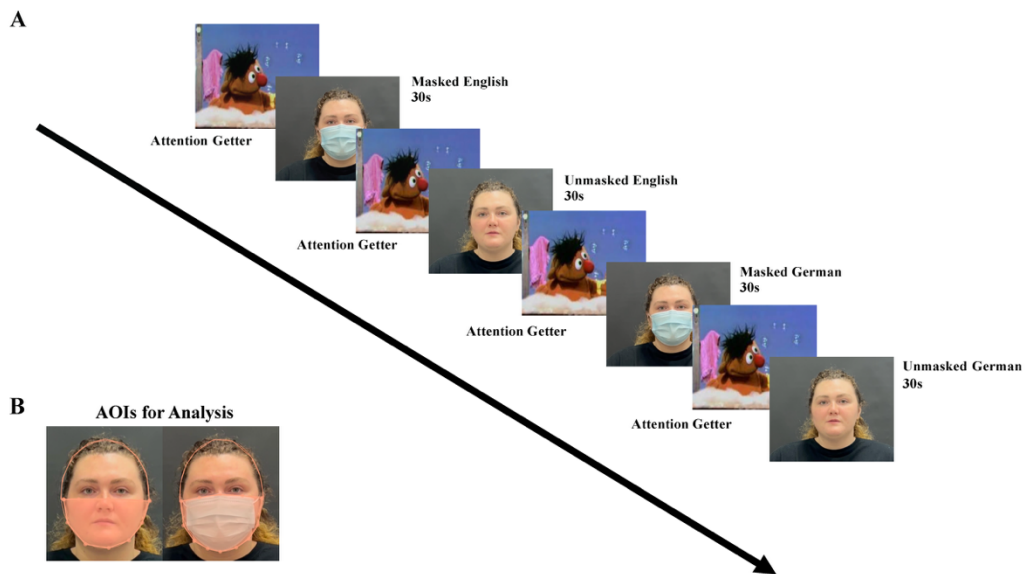 A
Masked English
30s
Attention Getter
Unmasked English
30s
Attention Getter
Masked German
30s
Attention Getter
Unmasked German
30s
Attention Getter
B
AOIs for Analysis